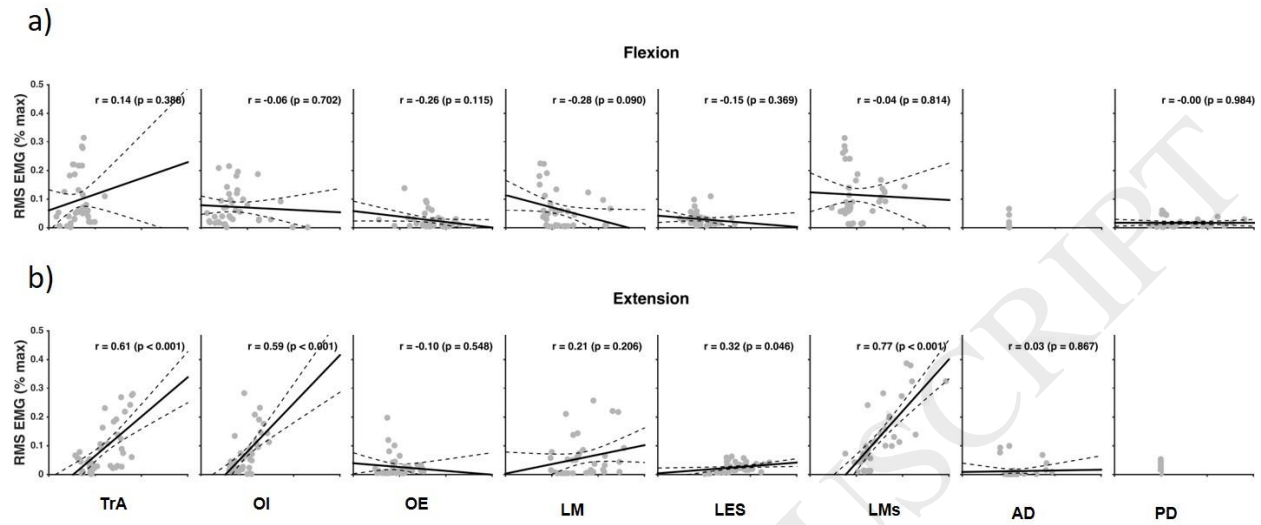 a)
Flexion
RMS EMG (% max)
0.5
0.4
0.3
0.2
0.1
0
r = 0.14 (p = 0.386)
r = -0.06 (p = 0.702)
r = -0.26 (p = 0.115)
r = -0.28 (p = 0.090)
r = -0.15 (p = 0.369)
r = -0.04 (p = 0.814)
r = -0.00 (p = 0.984)
b)
Extension
RMS EMG (% max)
0.5
0.4
0.3
0.2
0.1
0
r = 0.61 (p < 0.001)
r = 0.59 (p < 0.001)
r = -0.10 (p = 0.548)
r = 0.21 (p = 0.206)
r = 0.32 (p = 0.046)
r = 0.77 (p < 0.001)
r = 0.03 (p = 0.867)
TrA OI OE LM LES LMs AD PD
USCRIPT